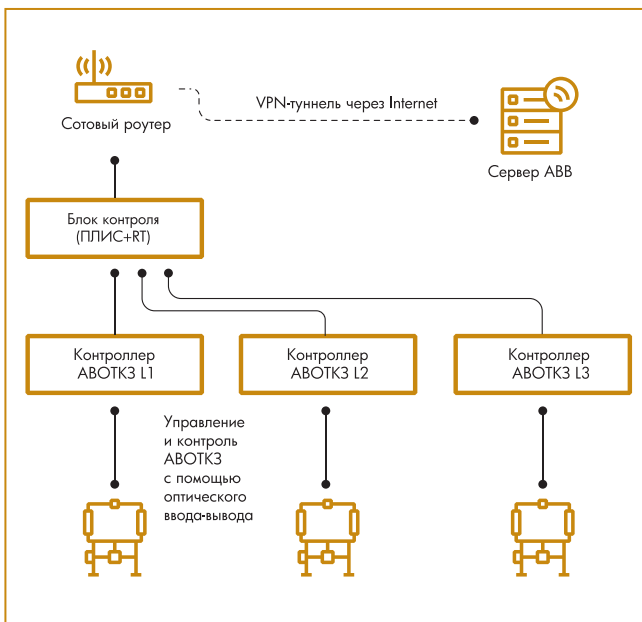 VPN-туннель через Internet
Сотовый роутер
Сервер ABB
Блок контроля
(ПЛИС+RT)
Контроллер
АВОТКЗ L1
Контроллер
АВОТКЗ L2
Контроллер
АВОТКЗ L3
Управление
и контроль
АВОТКЗ
с помощью
оптического
ввода-вывода